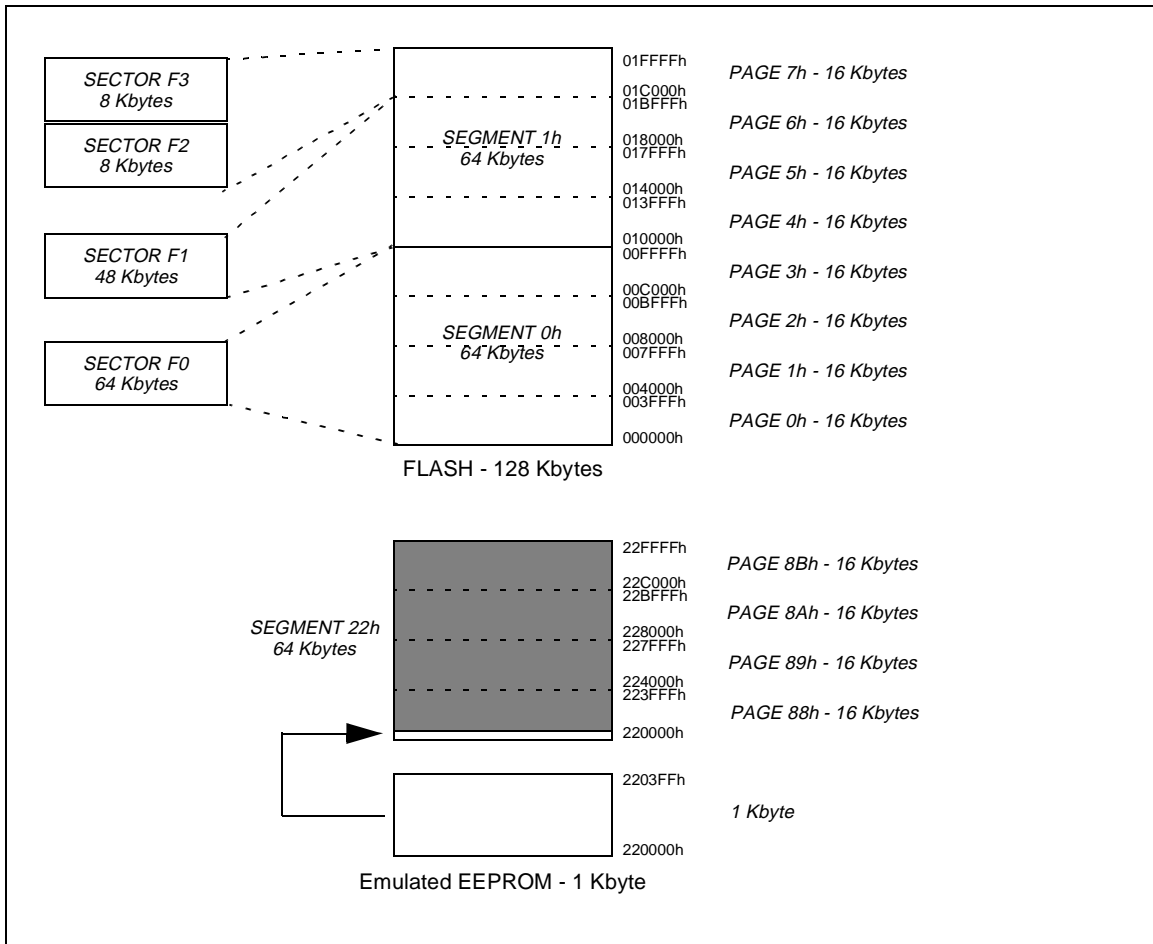 SECTOR F3
8 Kbytes
SECTOR F2
8 Kbytes
SECTOR F1
48 Kbytes
SECTOR F0
64 Kbytes
SEGMENT 1h
64 Kbytes
SEGMENT 0h
64 Kbytes
01FFFFh
01C000h
01BFFFh
018000h
017FFFh
014000h
013FFFh
010000h
00FFFFh
00C000h
00BFFFh
008000h
007FFFh
004000h
003FFFh
000000h
PAGE 7h - 16 Kbytes
PAGE 6h - 16 Kbytes
PAGE 5h - 16 Kbytes
PAGE 4h - 16 Kbytes
PAGE 3h - 16 Kbytes
PAGE 2h - 16 Kbytes
PAGE 1h - 16 Kbytes
PAGE 0h - 16 Kbytes
FLASH - 128 Kbytes
SEGMENT 22h
64 Kbytes
22FFFFh
22C000h
22BFFFh
228000h
227FFFh
224000h
223FFFh
220000h
PAGE 8Bh - 16 Kbytes
PAGE 8Ah - 16 Kbytes
PAGE 89h - 16 Kbytes
PAGE 88h - 16 Kbytes
2203FFh
1 Kbyte
220000h
Emulated EEPROM - 1 Kbyte